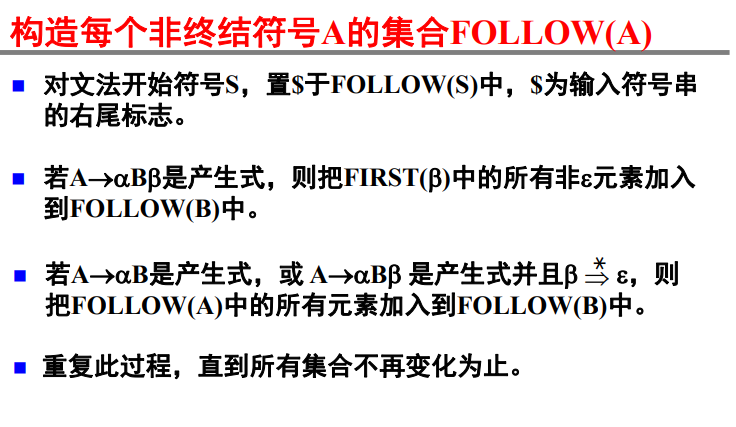 构造每个非终结符号A的集合FOLLOW(A)
■ 对文法开始符号S，置$于FOLLOW(S)中，$为输入符号串
的右尾标志。
■ 若A→αBβ是产生式，则把FIRST(β)中的所有非ε元素加入
到FOLLOW(B)中。
■ 若A→αB是产生式，或 A→αBβ 是产生式并且β ⇒* ε，则
把FOLLOW(A)中的所有元素加入到FOLLOW(B)中。
■ 重复此过程，直到所有集合不再变化为止。